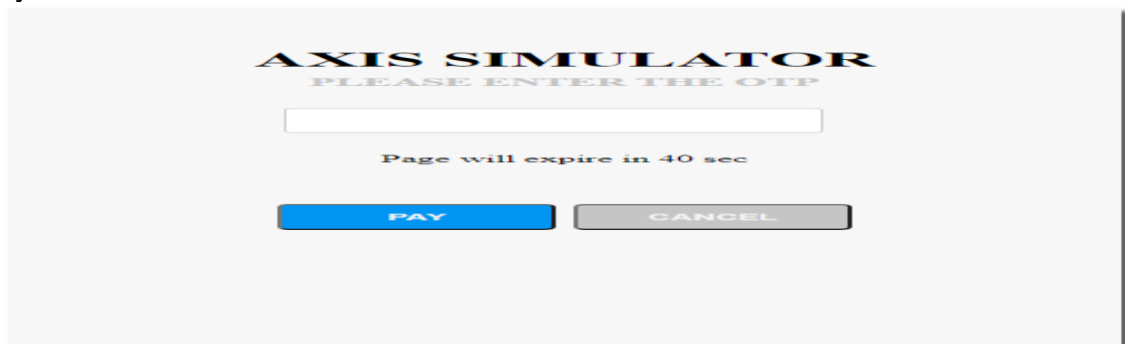 AXIS SIMULATOR
PLEASE ENTER THE OTP
Page will expire in 40 sec
PAY CANCEL